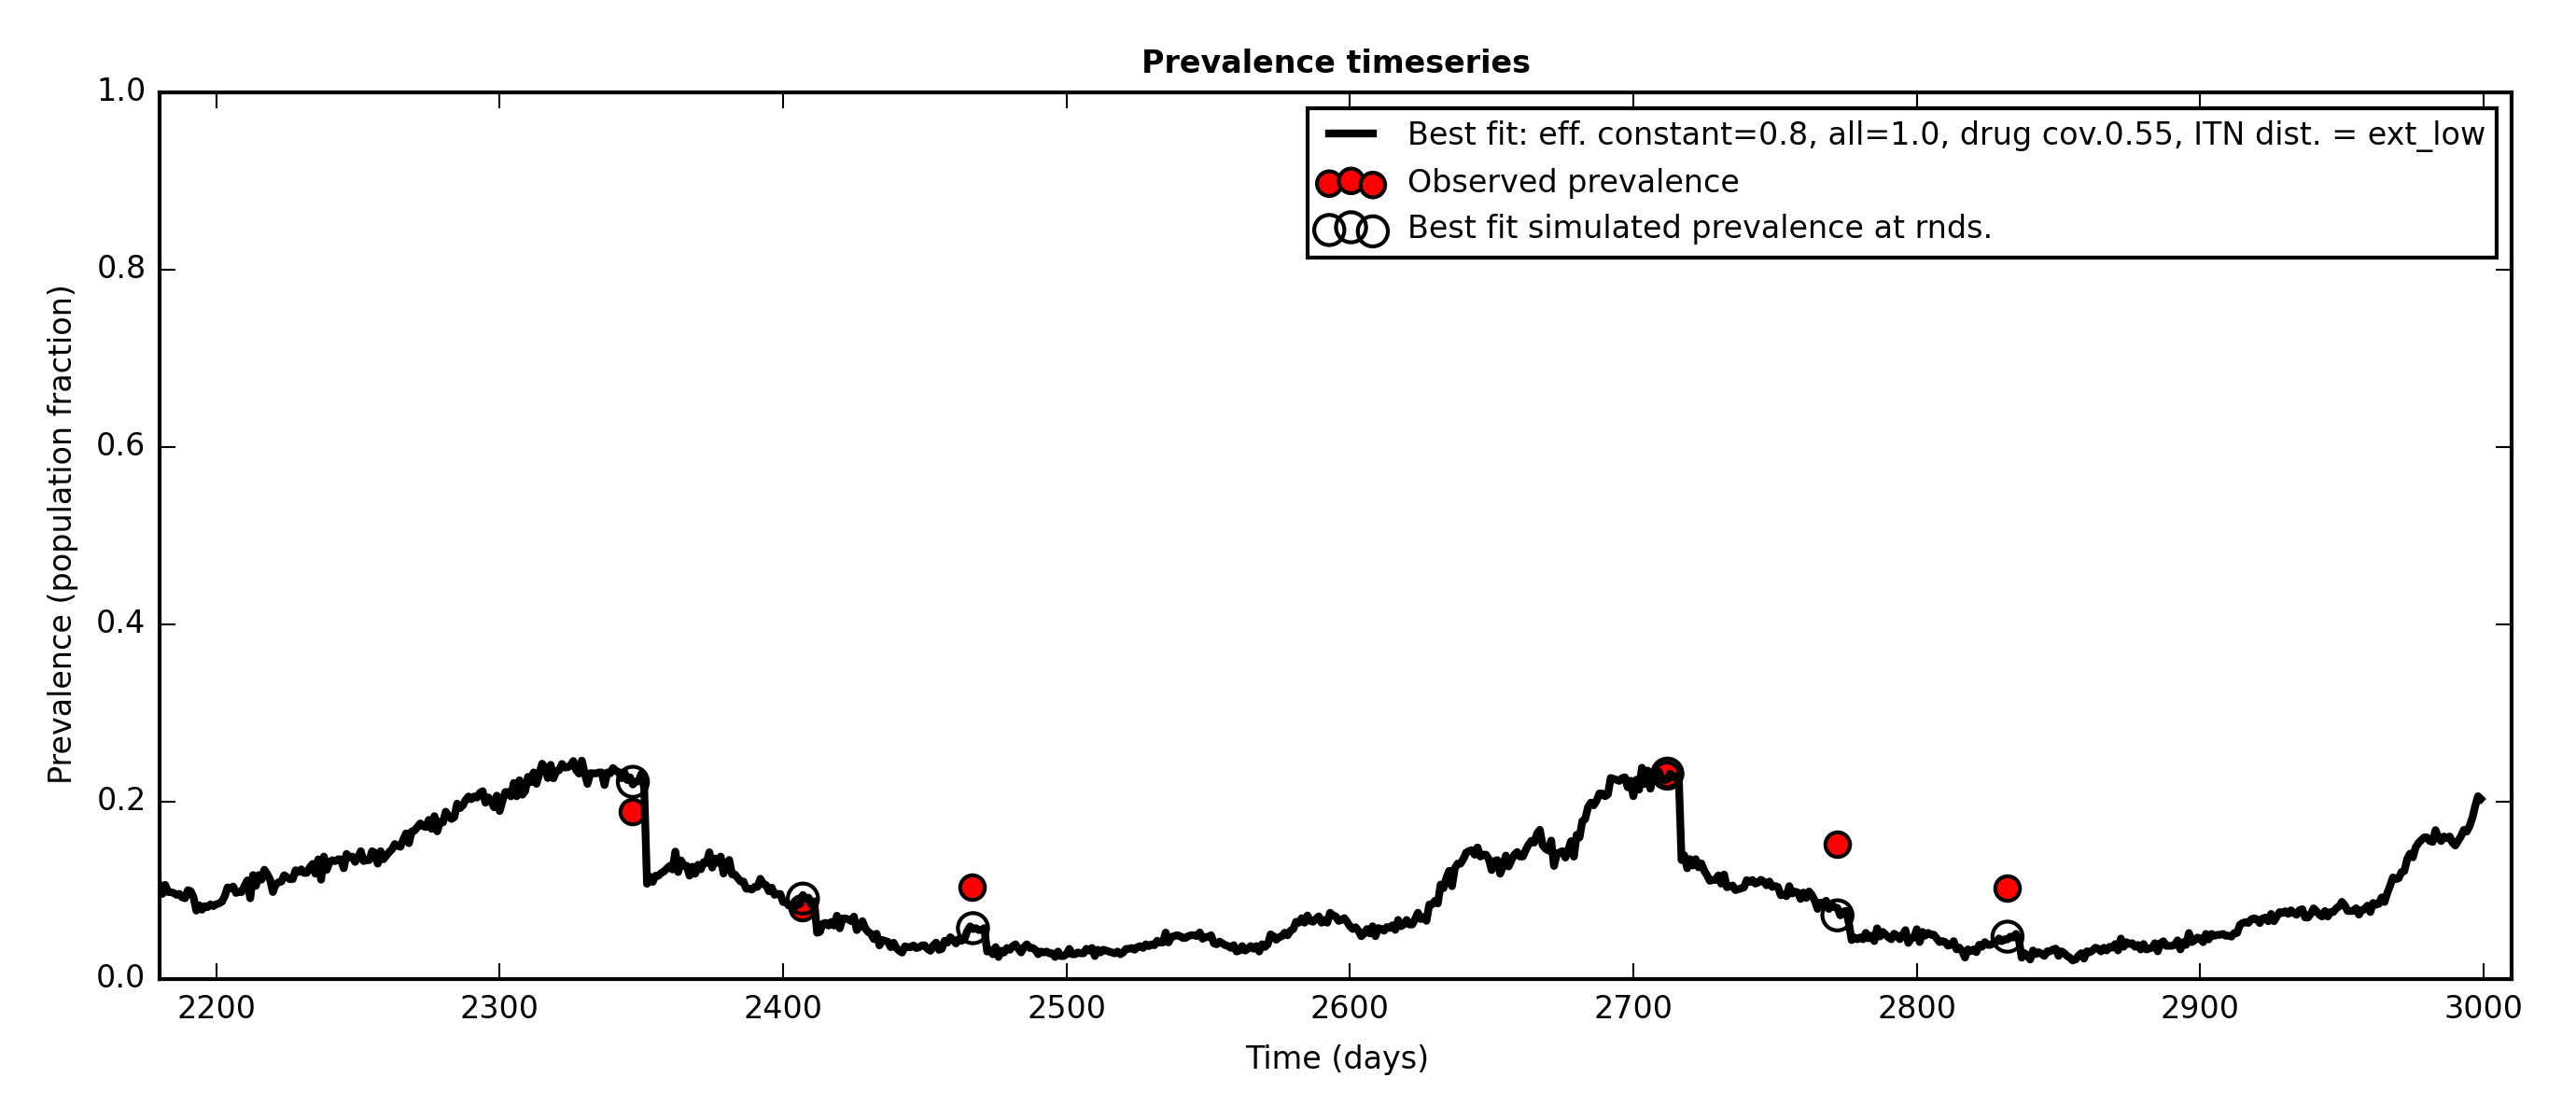 Prevalence timeseries
Best fit: eff. constant=0.8, all=1.0, drug cov.0.55, ITN dist. = ext_low
Observed prevalence
Best fit simulated prevalence at rnds.
Prevalence (population fraction)
1.0
0.8
0.6
0.4
0.2
0.0
2200 2300 2400 2500 2600 2700 2800 2900 3000
Time (days)